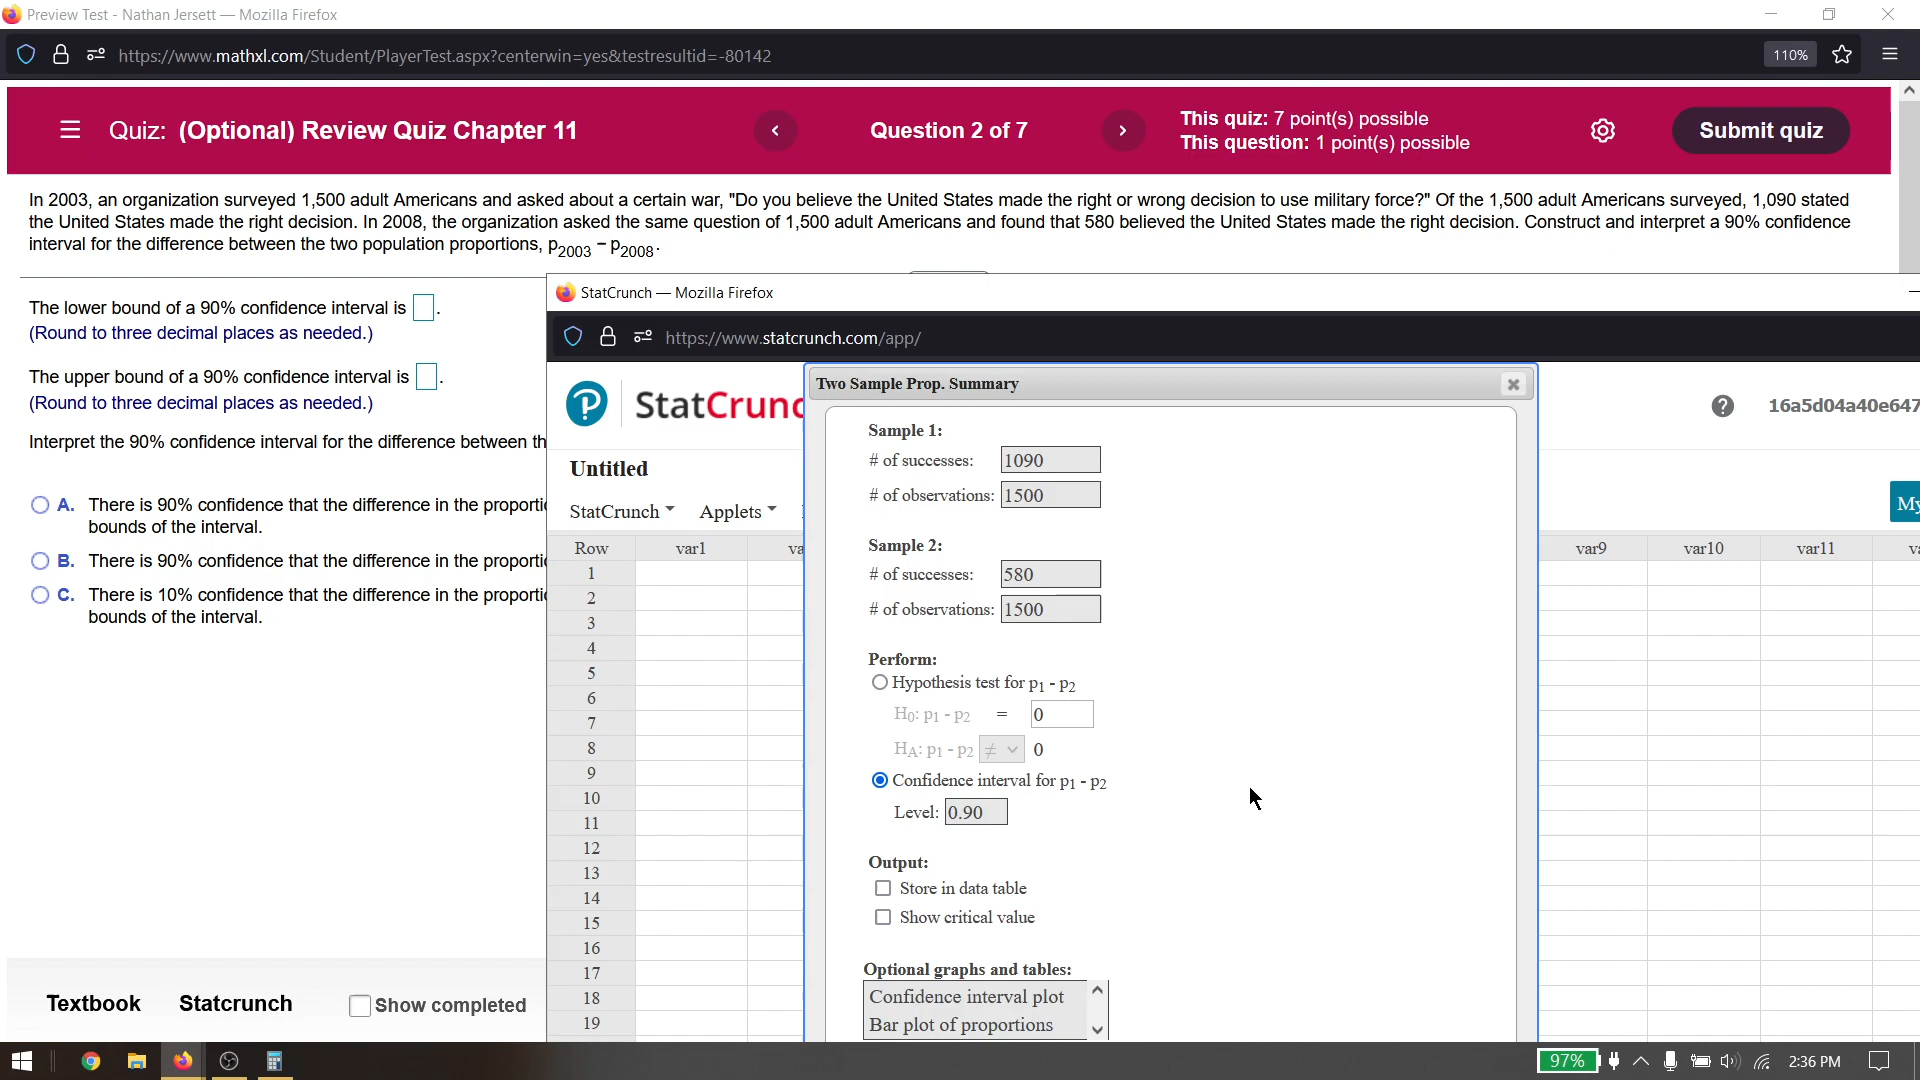 Preview Test - Nathan Jersett — Mozilla Firefox
https://www.mathxl.com/Student/PlayerTest.aspx?centerwin=yes&testresultid=-80142
110%
Quiz: (Optional) Review Quiz Chapter 11
Question 2 of 7
This quiz: 7 point(s) possible
This question: 1 point(s) possible
Submit quiz
In 2003, an organization surveyed 1,500 adult Americans and asked about a certain war, "Do you believe the United States made the right or wrong decision to use military force?" Of the 1,500 adult Americans surveyed, 1,090 stated
the United States made the right decision. In 2008, the organization asked the same question of 1,500 adult Americans and found that 580 believed the United States made the right decision. Construct and interpret a 90% confidence
interval for the difference between the two population proportions, p2003 − p2008.
The lower bound of a 90% confidence interval is .
(Round to three decimal places as needed.)
The upper bound of a 90% confidence interval is .
(Round to three decimal places as needed.)
Interpret the 90% confidence interval for the difference between th
A. There is 90% confidence that the difference in the proporti
bounds of the interval.
B. There is 90% confidence that the difference in the proporti
C. There is 10% confidence that the difference in the proporti
bounds of the interval.
Textbook
Statcrunch
Show completed
StatCrunch — Mozilla Firefox
https://www.statcrunch.com/app/
P
StatCrunc
? 16a5d04a40e647
Untitled
StatCrunch Applets
My
Row var1 va var9 var10 var11 va
1
2
3
4
5
6
7
8
9
10
11
12
13
14
15
16
17
18
19
Two Sample Prop. Summary
Sample 1:
# of successes: 1090
# of observations: 1500
Sample 2:
# of successes: 580
# of observations: 1500
Perform:
Hypothesis test for p1 - p2
H0: p1 - p2 = 0
HA: p1 - p2 ≠ 0
Confidence interval for p1 - p2
Level: 0.90
Output:
Store in data table
Show critical value
Optional graphs and tables:
Confidence interval plot
Bar plot of proportions
97%
2:36 PM